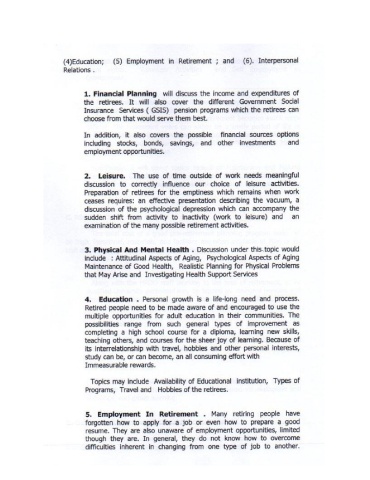 (4)Education; (5) Employment in Retirement ; and (6). Interpersonal
Relations .
1. Financial Planning will discuss the income and expenditures of
the retirees. It will also cover the different Government Social
Insurance Services ( GSIS) pension programs which the retirees can
choose from that would serve them best.
In addition, it also covers the possible financial sources options
including stocks, bonds, savings, and other investments and
employment opportunities.
2. Leisure. The use of time outside of work needs meaningful
discussion to correctly influence our choice of leisure activities.
Preparation of retirees for the emptiness which remains when work
ceases requires: an effective presentation describing the vacuum, a
discussion of the psychological depression which can accompany the
sudden shift from activity to inactivity (work to leisure) and an
examination of the many possible retirement activities.
3. Physical And Mental Health . Discussion under this topic would
include : Attitudinal Aspects of Aging, Psychological Aspects of Aging
Maintenance of Good Health, Realistic Planning for Physical Problems
that May Arise and Investigating Health Support Services
4. Education . Personal growth is a life-long need and process.
Retired people need to be made aware of and encouraged to use the
multiple opportunities for adult education in their communities. The
possibilities range from such general types of improvement as
completing a high school course for a diploma, learning new skills,
teaching others, and courses for the sheer joy of learning. Because of
its interrelationship with travel, hobbies and other personal interests,
study can be, or can become, an all consuming effort with
Immeasurable rewards.
Topics may include Availability of Educational institution, Types of
Programs, Travel and Hobbies of the retirees.
5. Employment In Retirement . Many retiring people have
forgotten how to apply for a job or even how to prepare a good
resume. They are also unaware of employment opportunities, limited
though they are. In general, they do not know how to overcome
difficulties inherent in changing from one type of job to another.